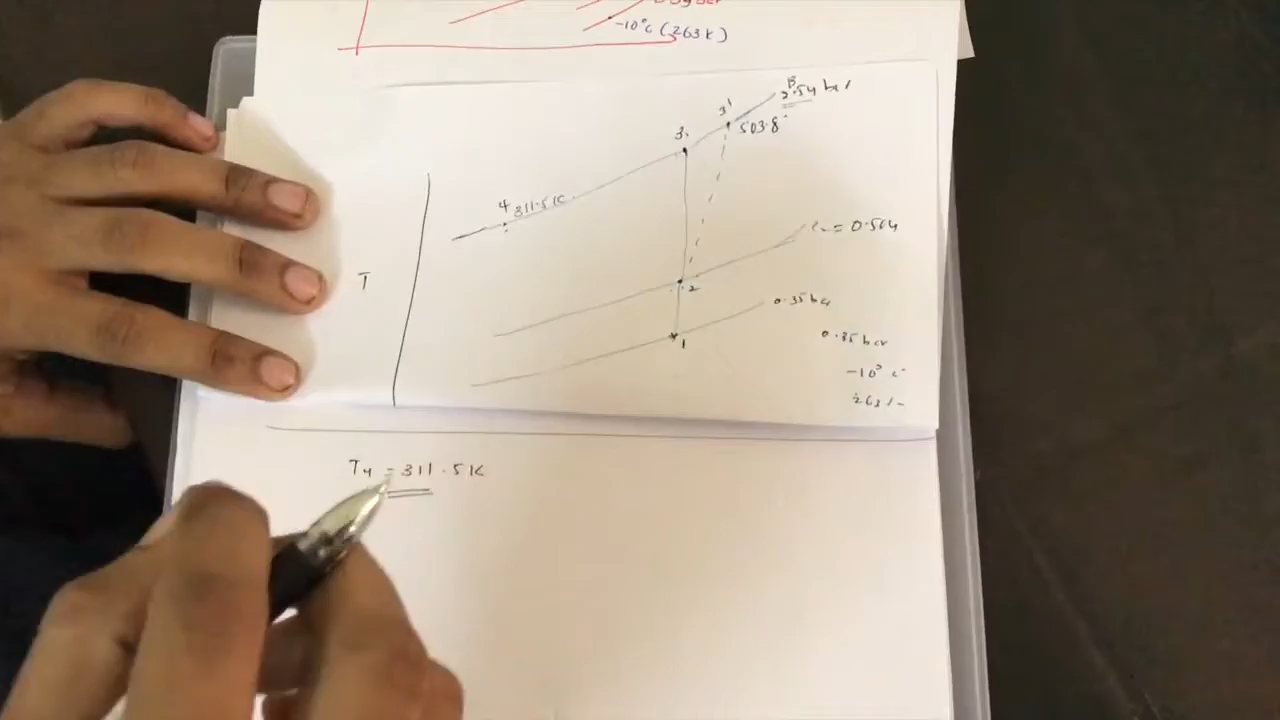 -10°c (263K)
2.54 bar
3'
503.8
3
4 311.5K
= 0.564
T
2
0.35 bar
1
0.35 bar
-10° c
263 K
T4 = 311.5K